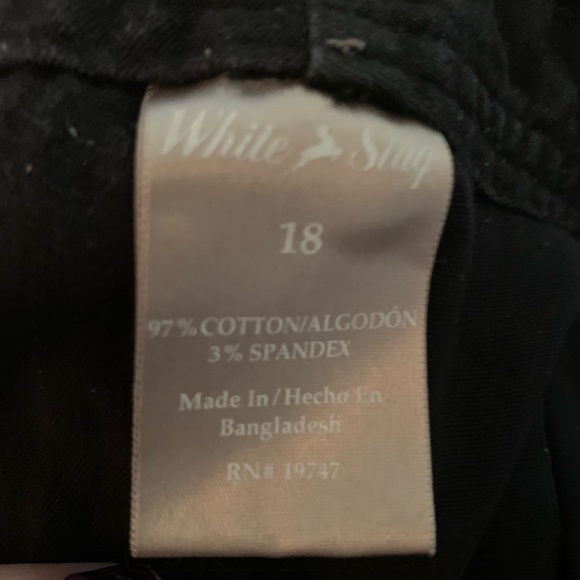 White Stag
18
97% COTTON/ALGODÓN
3% SPANDEX
Made In/Hecho En
Bangladesh
RN# 19747